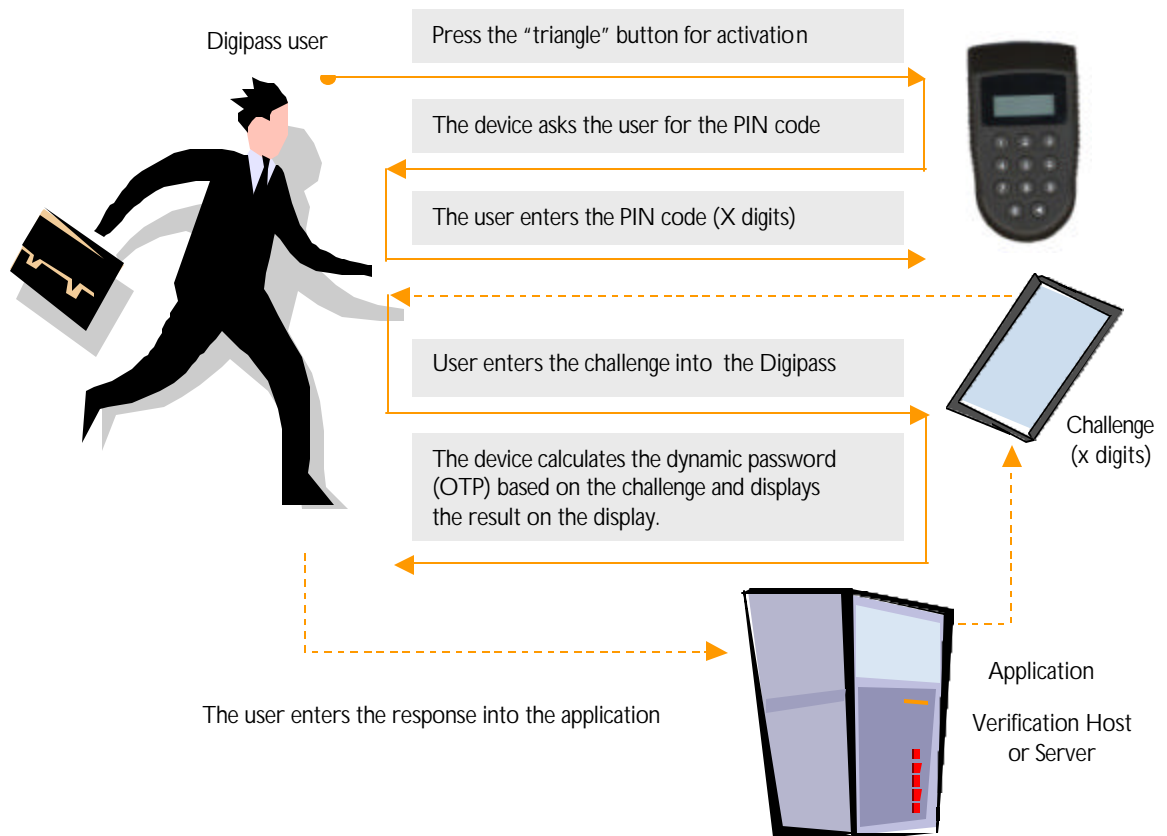 Digipass user
Press the “triangle” button for activation
The device asks the user for the PIN code
The user enters the PIN code (X digits)
User enters the challenge into the Digipass
Challenge
(x digits)
The device calculates the dynamic password
(OTP) based on the challenge and displays
the result on the display.
Application
The user enters the response into the application
Verification Host
or Server